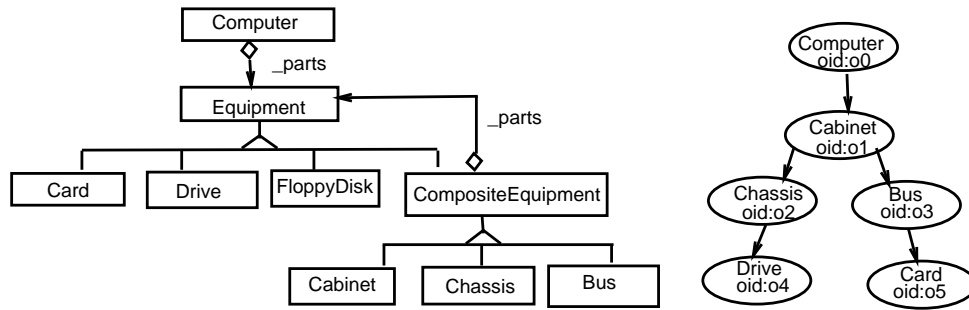 Computer
_parts
Equipment
_parts
Card
Drive
FloppyDisk
CompositeEquipment
Cabinet
Chassis
Bus
Computer
oid:o0
Cabinet
oid:o1
Chassis
oid:o2
Bus
oid:o3
Drive
oid:o4
Card
oid:o5